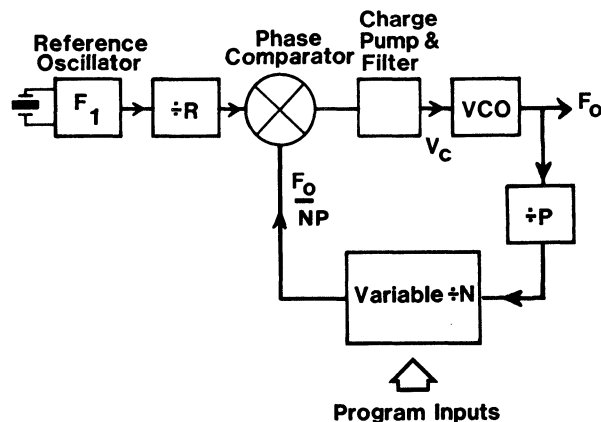 Reference
Oscillator
F1
÷R
Phase
Comparator
Charge
Pump &
Filter
VC
VCO
FO
÷P
FO
NP
Variable ÷N
Program Inputs